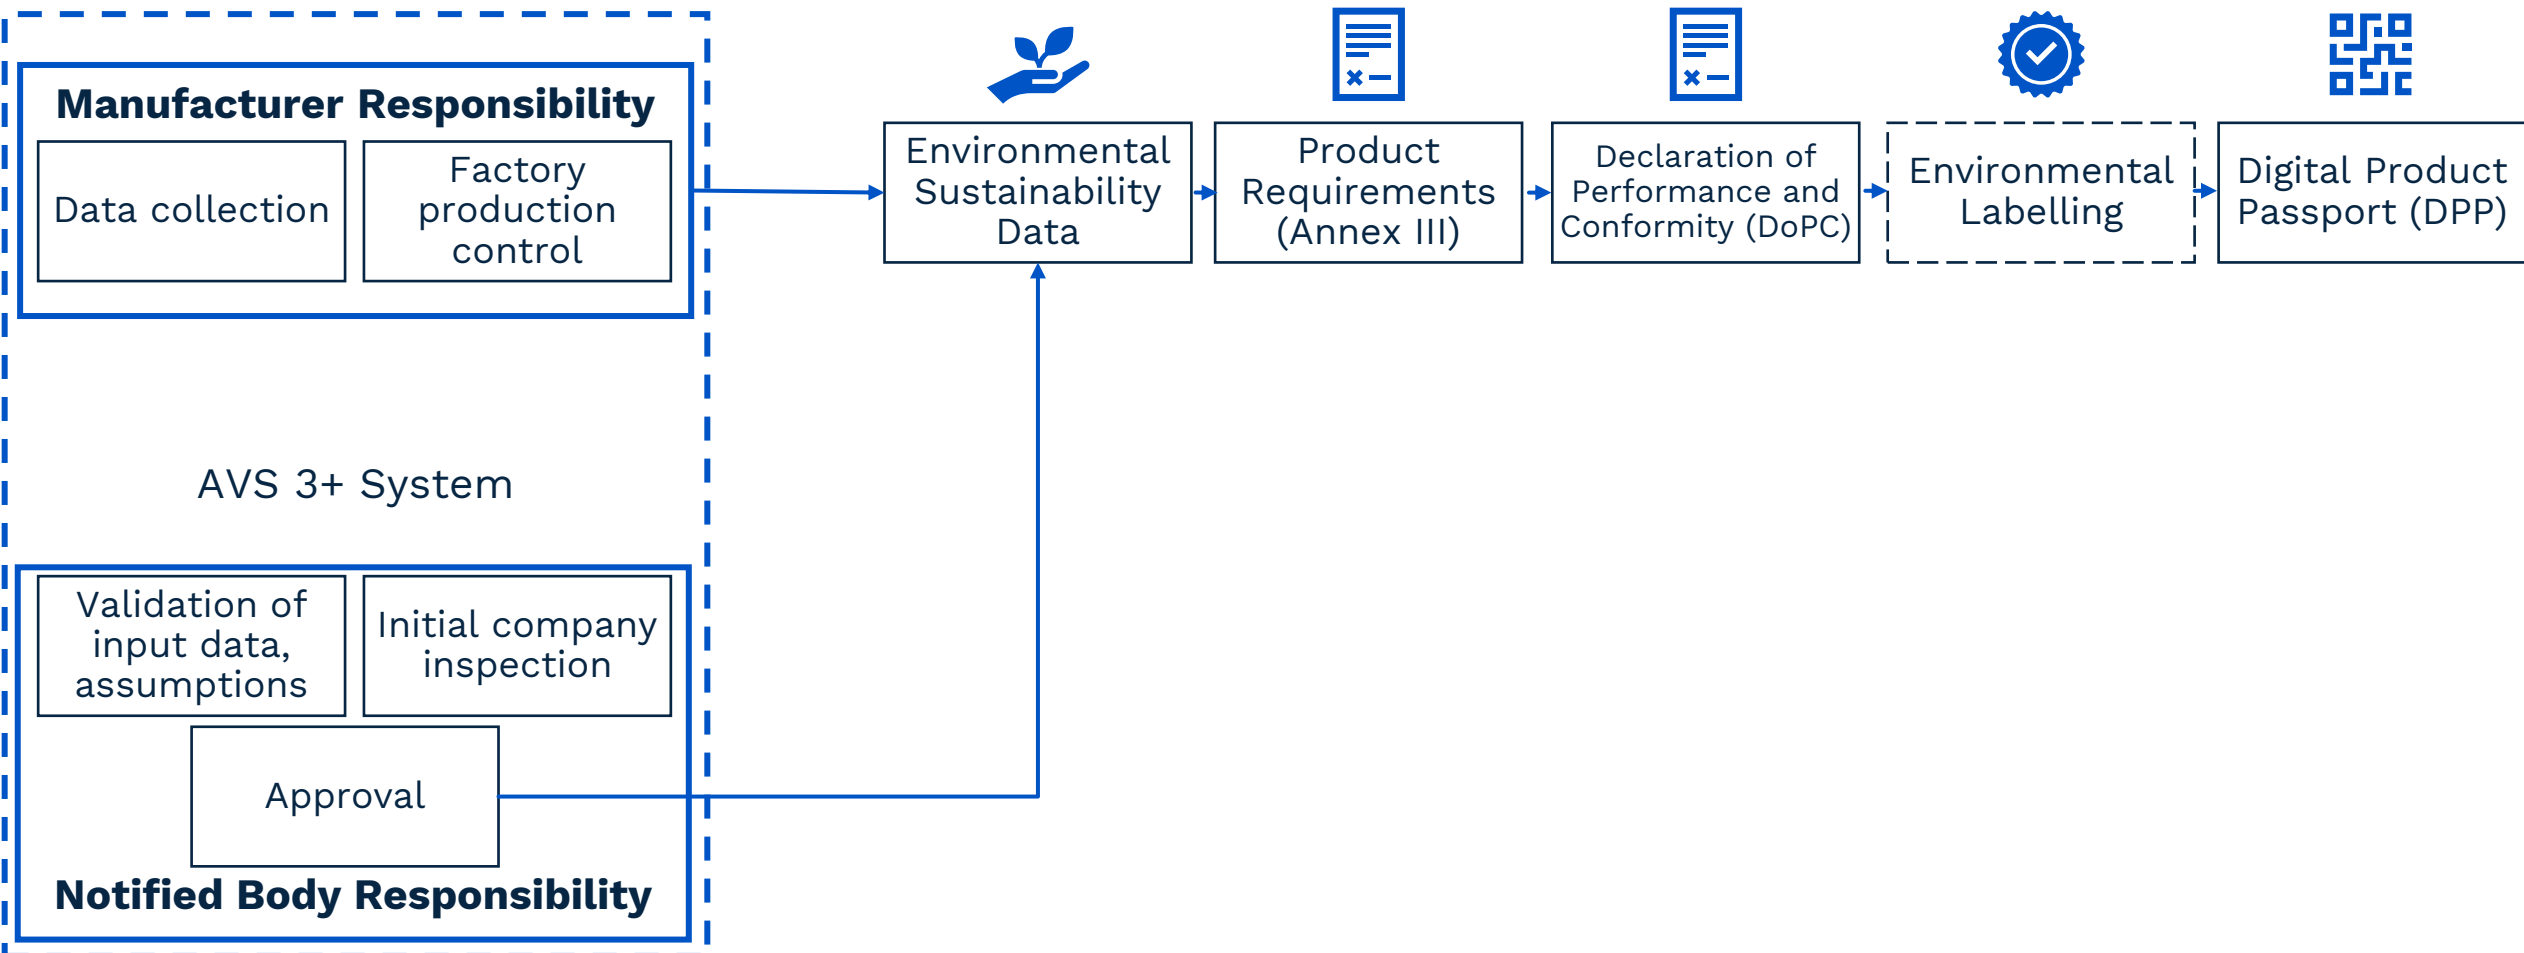 Manufacturer Responsibility
Data collection
Factory
production
control
AVS 3+ System
Validation of
input data,
assumptions
Initial company
inspection
Approval
Notified Body Responsibility
Environmental
Sustainability
Data
Product
Requirements
(Annex III)
Declaration of
Performance and
Conformity (DoPC)
Environmental
Labelling
Digital Product
Passport (DPP)